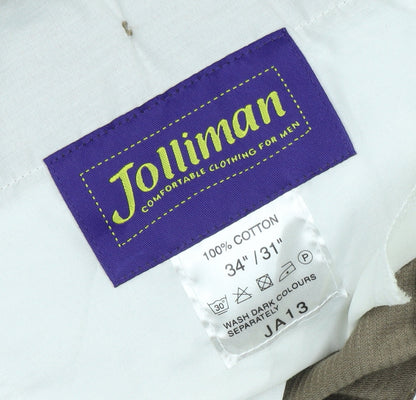 Jolliman
COMFORTABLE CLOTHING FOR MEN
100% COTTON
34" / 31"
30° P
WASH DARK COLOURS
SEPARATELY
JA13